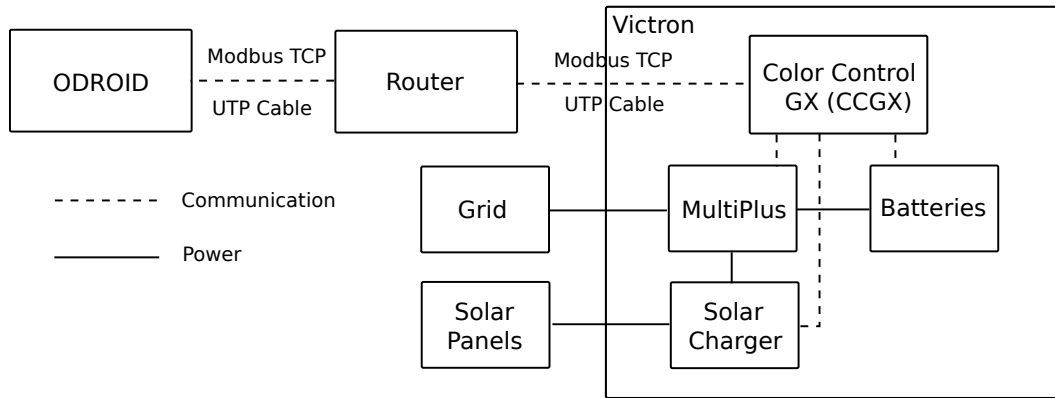 Victron
ODROID
Modbus TCP
UTP Cable
Router
Modbus TCP
UTP Cable
Color Control
GX (CCGX)
Communication
Power
Grid
MultiPlus
Batteries
Solar
Panels
Solar
Charger